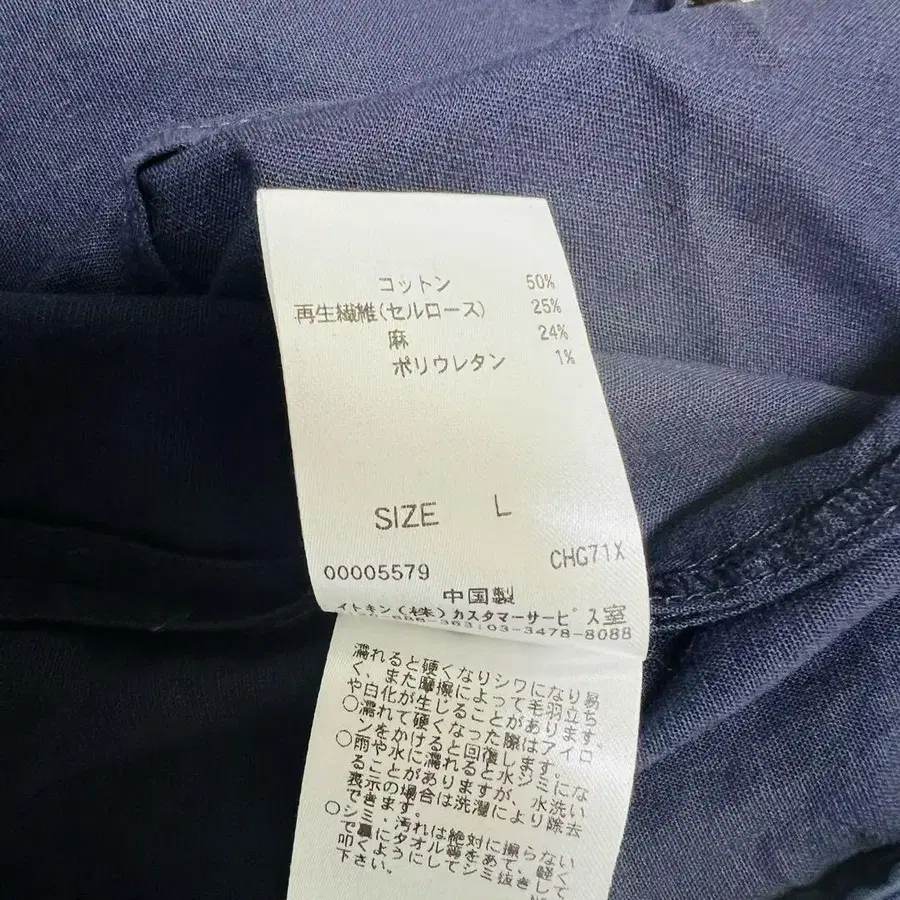 コットン 50%
再生繊維(セルロース) 25%
麻 24%
ポリウレタン 1%
SIZE L
00005579 CHG71X
中国製
イトキン(株)カスタマーサービス室
03-3478-8088
濡れると硬くなりシワになり易
く、また摩擦によって毛羽立ち
や白化が生じることがあります。
○濡れて硬くなった際はアイロ
ンをかけると回復します。
○雨や水に濡れると水ジミにな
ることがありますが、水洗い
表示の場合は洗濯により除去
できます。
○シミ・汚れは絶対に擦らない
で裏にタオル等をあて、軽く
叩くようにしてシミ抜きして
下さい。